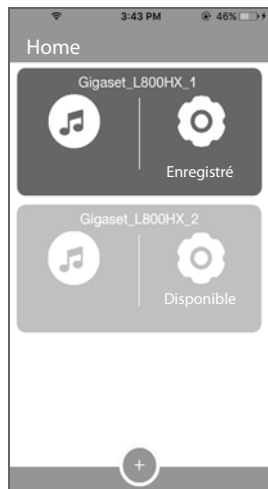 3:43 PM 46%
Home
Gigaset_L800HX_1
Enregistré
Gigaset_L800HX_2
Disponible
+